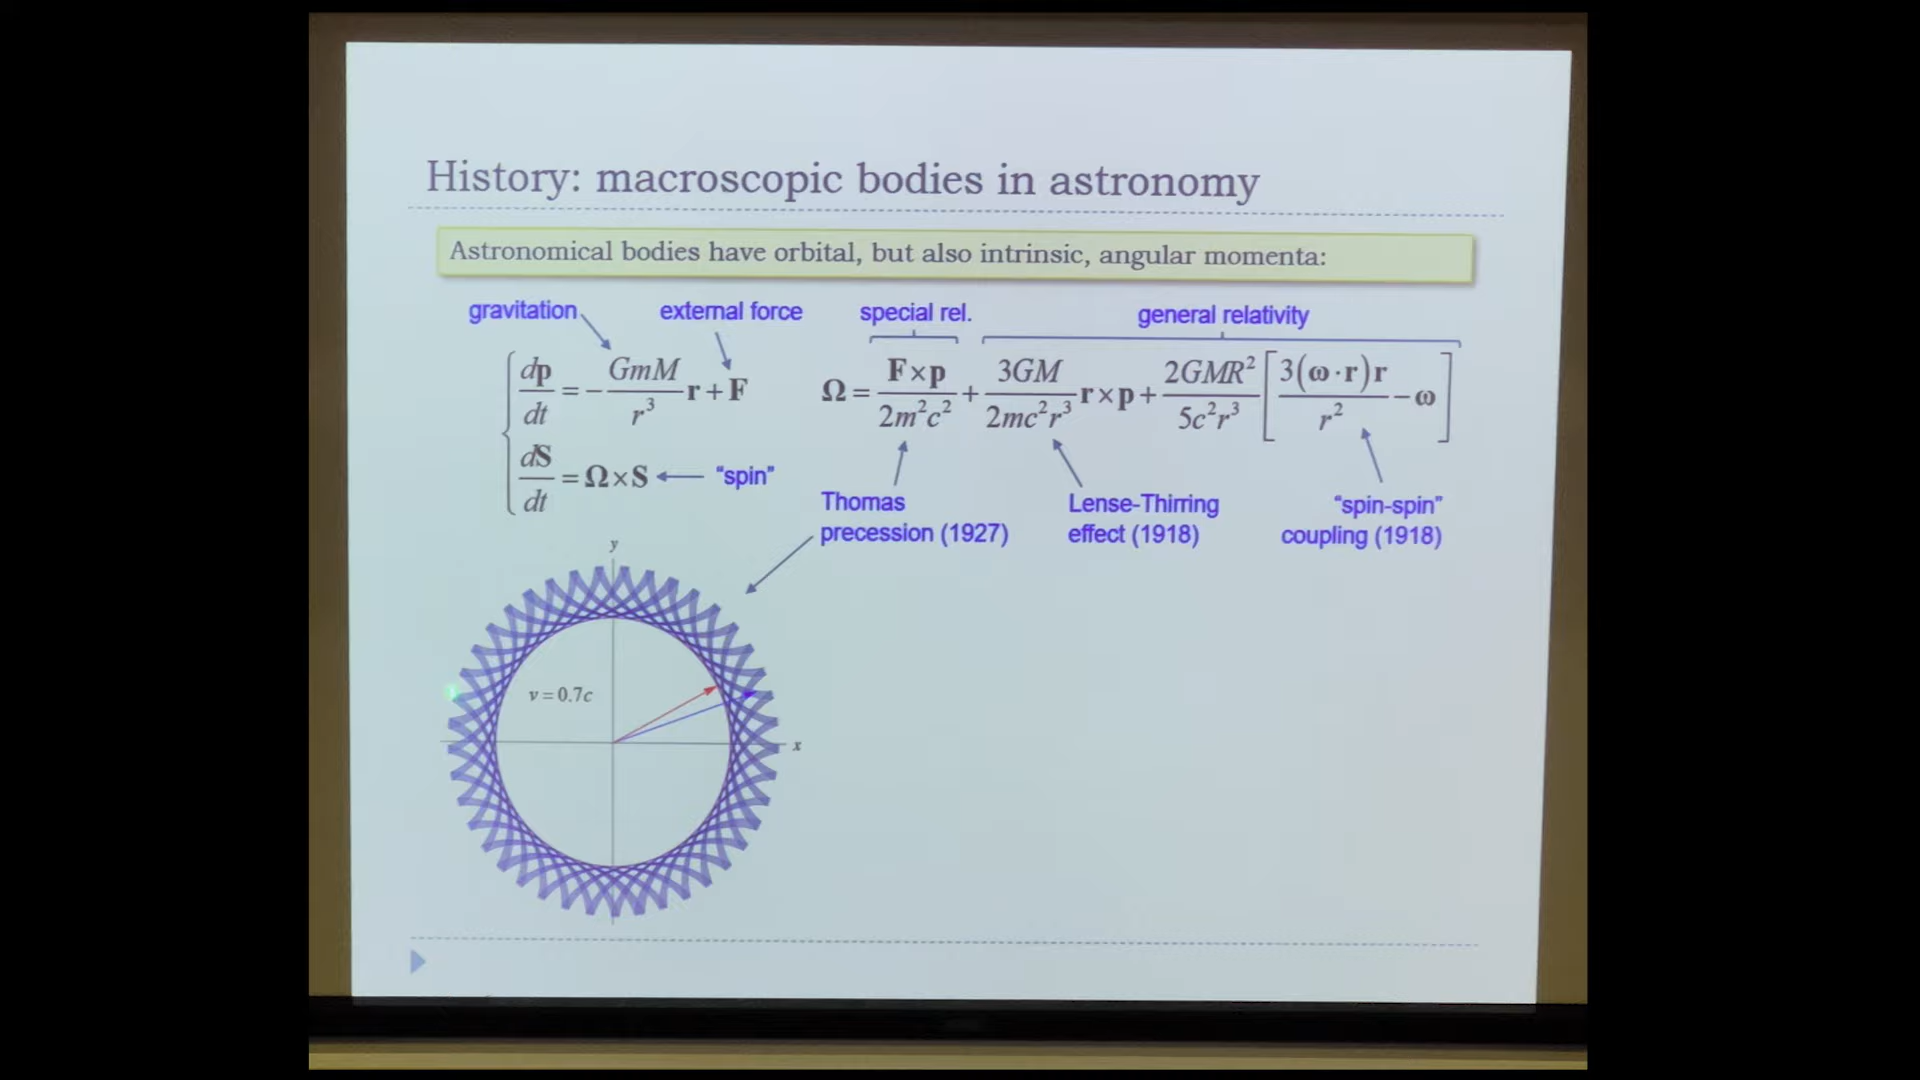 History: macroscopic bodies in astronomy
Astronomical bodies have orbital, but also intrinsic, angular momenta:
gravitation external force special rel. general relativity
dp/dt = − GmM/r³ r + F
Ω = F×p/2m²c² + 3GM/2mc²r³ r×p + 2GMR²/5c²r³ [3(ω·r)r/r² − ω]
dS/dt = Ω×S ← “spin”
Thomas precession (1927)
Lense-Thirring effect (1918)
“spin-spin” coupling (1918)
y
v = 0.7c
x